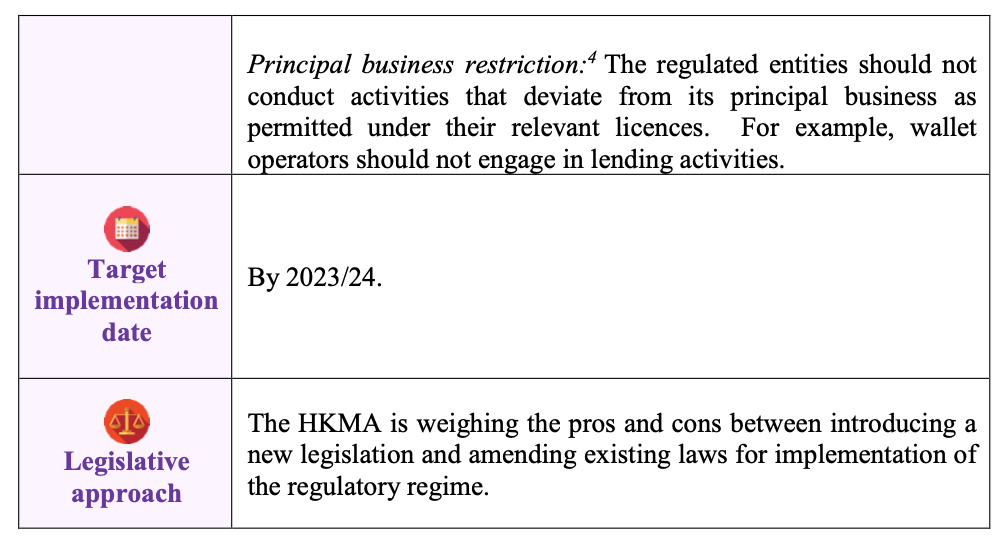 Principal business restriction:⁴ The regulated entities should not
conduct activities that deviate from its principal business as
permitted under their relevant licences. For example, wallet
operators should not engage in lending activities.
Target
implementation
date
By 2023/24.
Legislative
approach
The HKMA is weighing the pros and cons between introducing a
new legislation and amending existing laws for implementation of
the regulatory regime.